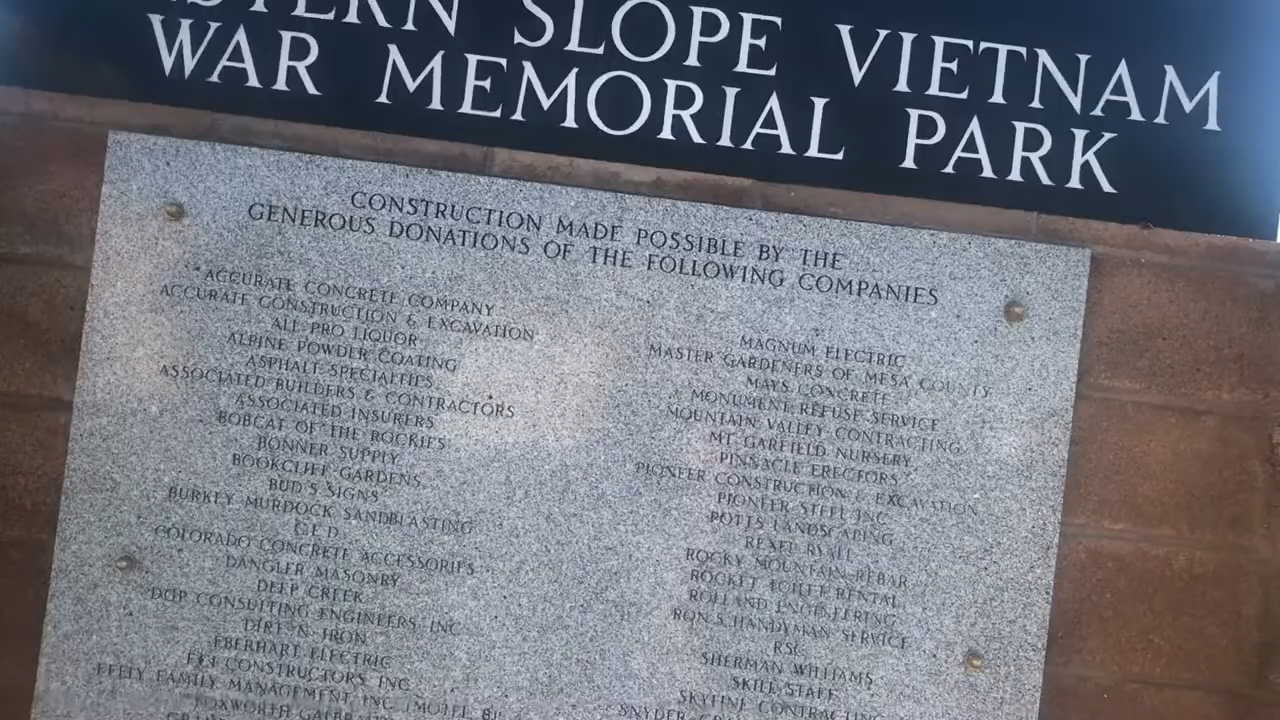 SLOPE VIETNAM
WAR MEMORIAL PARK
CONSTRUCTION MADE POSSIBLE BY THE
GENEROUS DONATIONS OF THE FOLLOWING COMPANIES
ACCURATE CONCRETE COMPANY
ACCURATE CONSTRUCTION & EXCAVATION
ALL PRO LIQUOR
ALPINE POWDER COATING
ASPHALT SPECIALTIES
ASSOCIATED BUILDERS & CONTRACTORS
ASSOCIATED INSURERS
BOBCAT OF THE ROCKIES
BONNER SUPPLY
BOOKCLIFF GARDENS
BUD'S SIGNS
BURKEY MURDOCK SANDBLASTING
COLORADO CONCRETE ACCESSORIES
DANGLER MASONRY
DEEP CREEK
DGP CONSULTING ENGINEERS INC
DIRT-N-IRON
EBERHART ELECTRIC
FCI CONSTRUCTORS INC
FAMILY MANAGEMENT INC
MAGNUM ELECTRIC
MASTER GARDENERS OF MESA COUNTY
MAYS CONCRETE
MONUMENT REFUSE SERVICE
MOUNTAIN VALLEY CONTRACTING
MT. GARFIELD NURSERY
PINNACLE ERECTORS
PIONEER CONSTRUCTION & EXCAVATION
PIONEER STEEL INC
POTTS LANDSCAPING
REXEL RYALL
ROCKY MOUNTAIN REBAR
ROCKET TOILET RENTAL
ROLLAND ENGINEERING
RON'S HANDYMAN SERVICE
RSC
SHERMAN WILLIAMS
SKILL STAFF
SKYLINE CONTRACTING
SNYDER